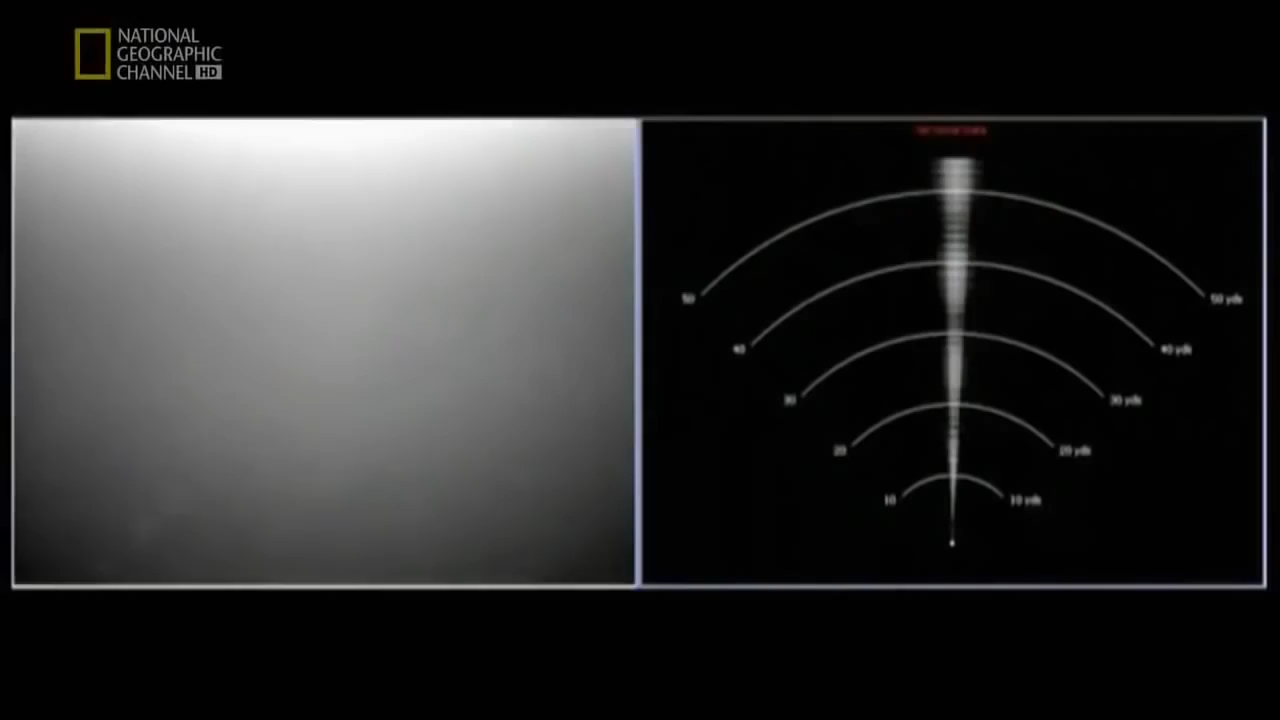 NATIONAL
GEOGRAPHIC
CHANNEL HD
50
50 yds
40
40 yds
30
30 yds
20
20 yds
10
10 yds